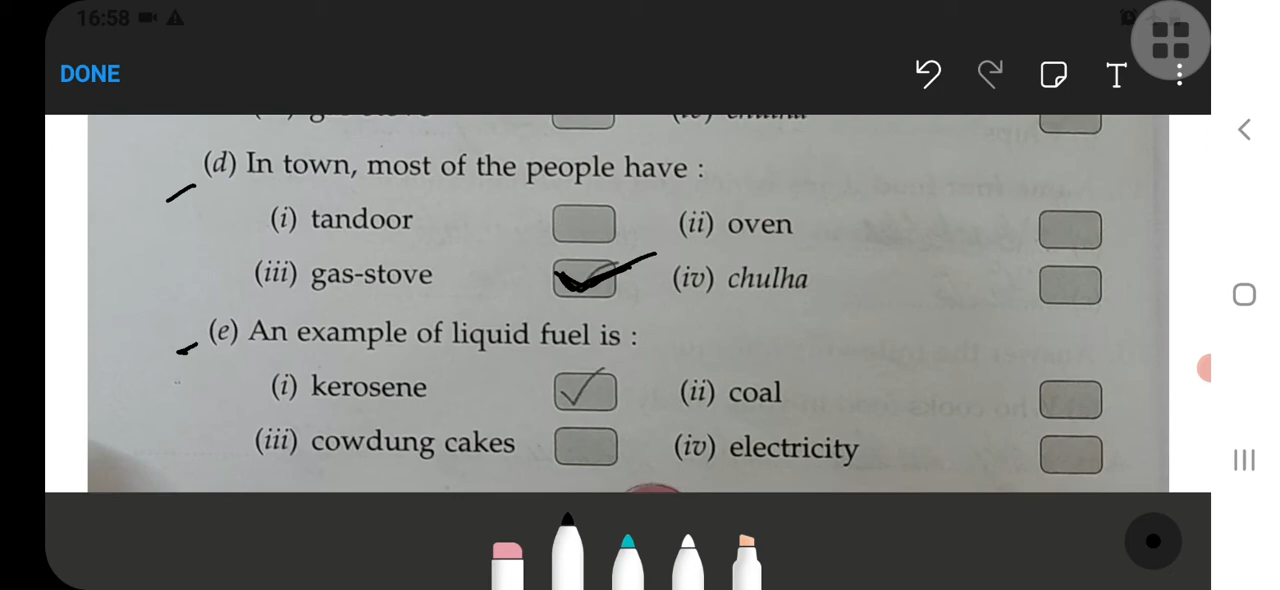 16:58
DONE
T
(d) In town, most of the people have :
(i) tandoor (ii) oven
(iii) gas-stove (iv) chulha
(e) An example of liquid fuel is :
(i) kerosene (ii) coal
(iii) cowdung cakes (iv) electricity